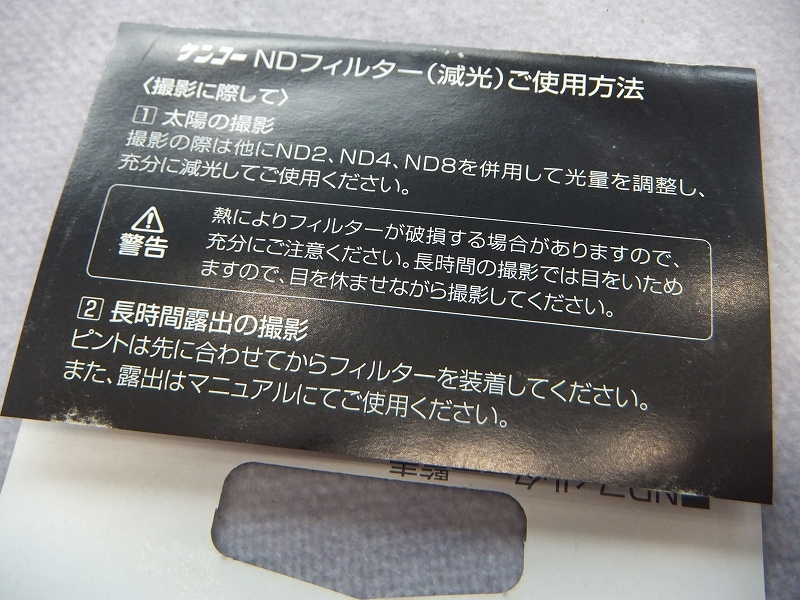 ケンコー NDフィルター(減光)ご使用方法
〈撮影に際して〉
1 太陽の撮影
撮影の際は他にND2、ND4、ND8を併用して光量を調整し、
充分に減光してご使用ください。
熱によりフィルターが破損する場合がありますので、
充分にご注意ください。長時間の撮影では目をいため
ますので、目を休ませながら撮影してください。
警告
2 長時間露出の撮影
ピントは先に合わせてからフィルターを装着してください。
また、露出はマニュアルにてご使用ください。
■NDフィルター